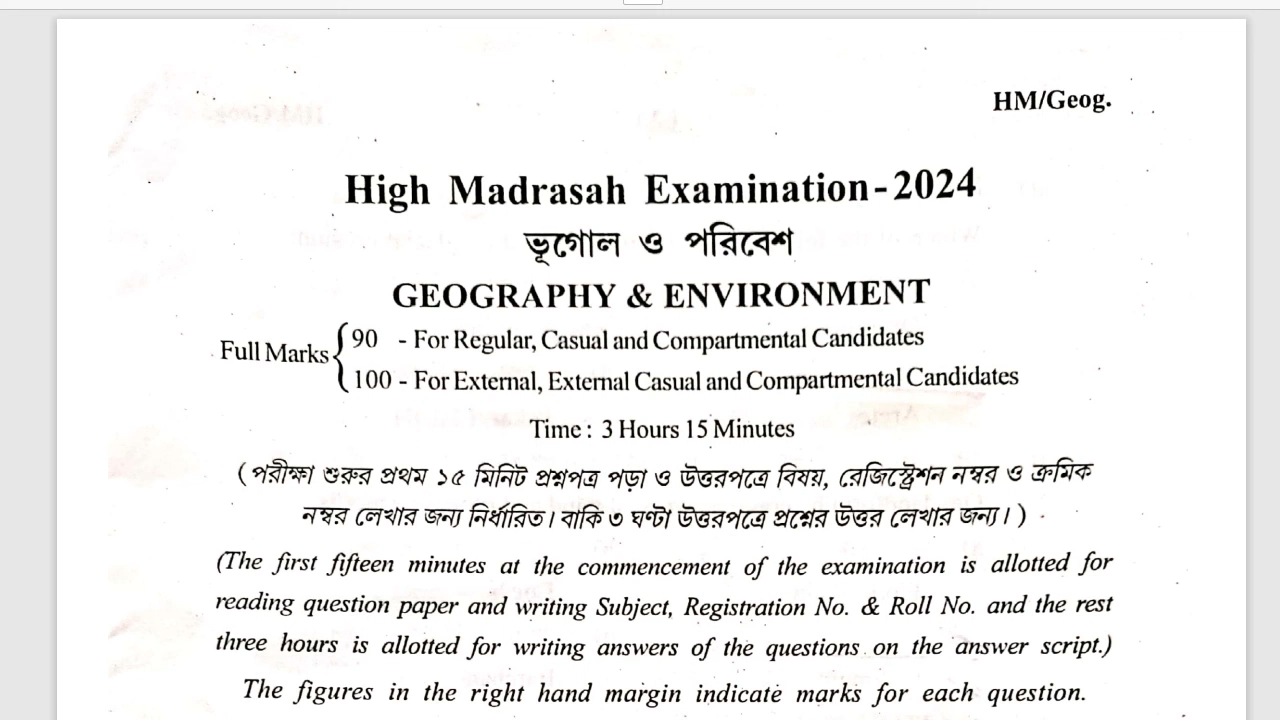 HM/Geog.
High Madrasah Examination-2024
ভূগোল ও পরিবেশ
GEOGRAPHY & ENVIRONMENT
Full Marks { 90 - For Regular, Casual and Compartmental Candidates
100 - For External, External Casual and Compartmental Candidates
Time : 3 Hours 15 Minutes
( পরীক্ষা শুরুর প্রথম ১৫ মিনিট প্রশ্নপত্র পড়া ও উত্তরপত্রে বিষয়, রেজিস্ট্রেশন নম্বর ও ক্রমিক
নম্বর লেখার জন্য নির্ধারিত। বাকি ৩ ঘণ্টা উত্তরপত্রে প্রশ্নের উত্তর লেখার জন্য। )
(The first fifteen minutes at the commencement of the examination is allotted for
reading question paper and writing Subject, Registration No. & Roll No. and the rest
three hours is allotted for writing answers of the questions on the answer script.)
The figures in the right hand margin indicate marks for each question.